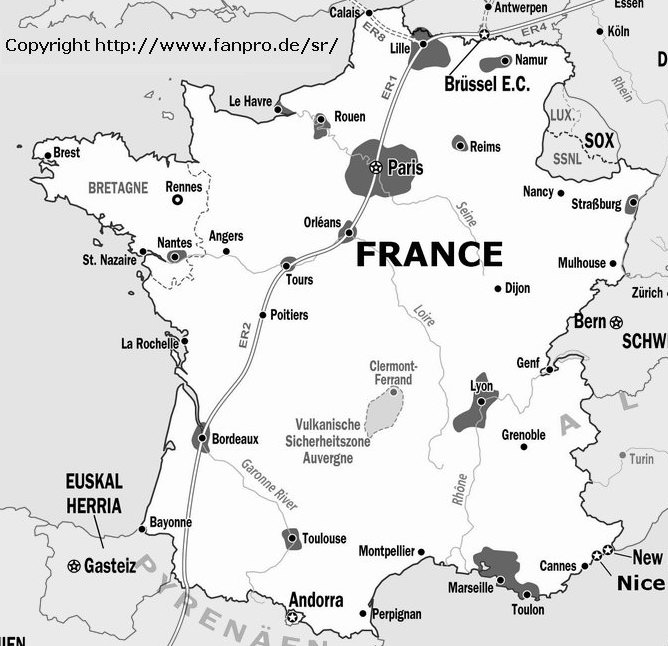 Essen
Antwerpen
Calais
ER8
ER4
Köln
Copyright http://www.fanpro.de/sr/
Lille
D
Namur
Brüssel E.C.
Rhein
ER1
Le Havre
Rouen
LUX.
SOX
SSNL
Reims
Brest
Paris
BRETAGNE
Rennes
Nancy
Straßburg
Seine
Orléans
Angers
Nantes
FRANCE
St. Nazaire
Mulhouse
Tours
Dijon
Zürich
Loire
Poitiers
Bern
ER2
La Rochelle
SCHW
Genf
Clermont-
Ferrand
Lyon
AL
Vulkanische
Sicherheitszone
Auvergne
Bordeaux
Grenoble
Turin
Garonne River
Rhône
EUSKAL
HERRIA
Bayonne
Toulouse
Montpellier
New
Gasteiz
Cannes
Nice
Marseille
PYRENÄEN
Andorra
Toulon
Perpignan
IEN